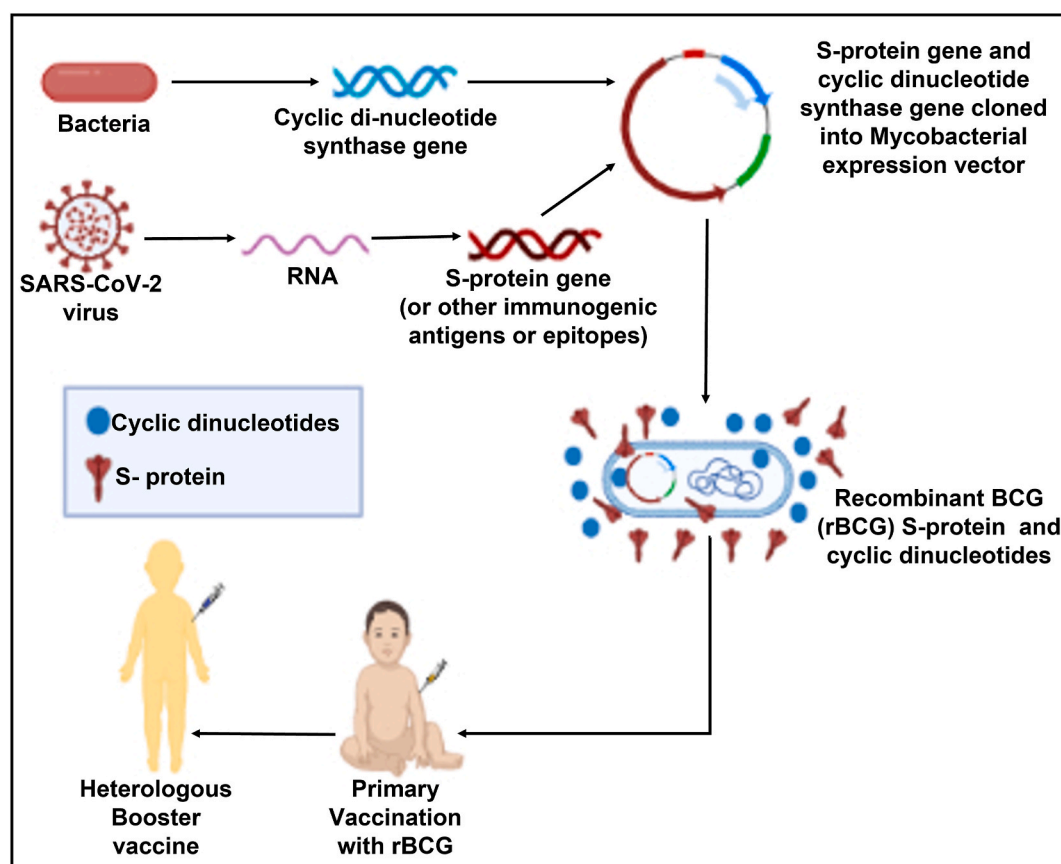 Bacteria
Cyclic di-nucleotide
synthase gene
S-protein gene and
cyclic dinucleotide
synthase gene cloned
into Mycobacterial
expression vector
SARS-CoV-2
virus
RNA
S-protein gene
(or other immunogenic
antigens or epitopes)
Cyclic dinucleotides
S- protein
Recombinant BCG
(rBCG) S-protein and
cyclic dinucleotides
Heterologous
Booster
vaccine
Primary
Vaccination
with rBCG